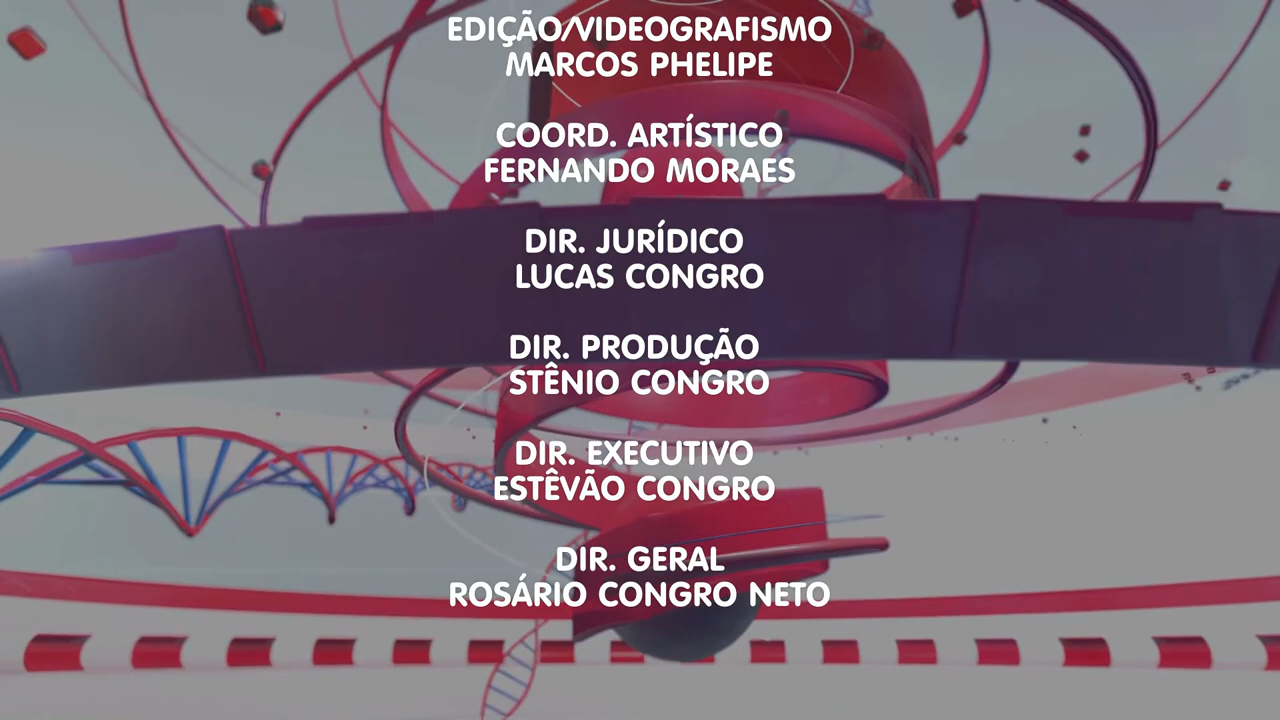 EDIÇÃO/VIDEOGRAFISMO
MARCOS PHELIPE
COORD. ARTÍSTICO
FERNANDO MORAES
DIR. JURÍDICO
LUCAS CONGRO
DIR. PRODUÇÃO
STÊNIO CONGRO
DIR. EXECUTIVO
ESTÊVÃO CONGRO
DIR. GERAL
ROSÁRIO CONGRO NETO